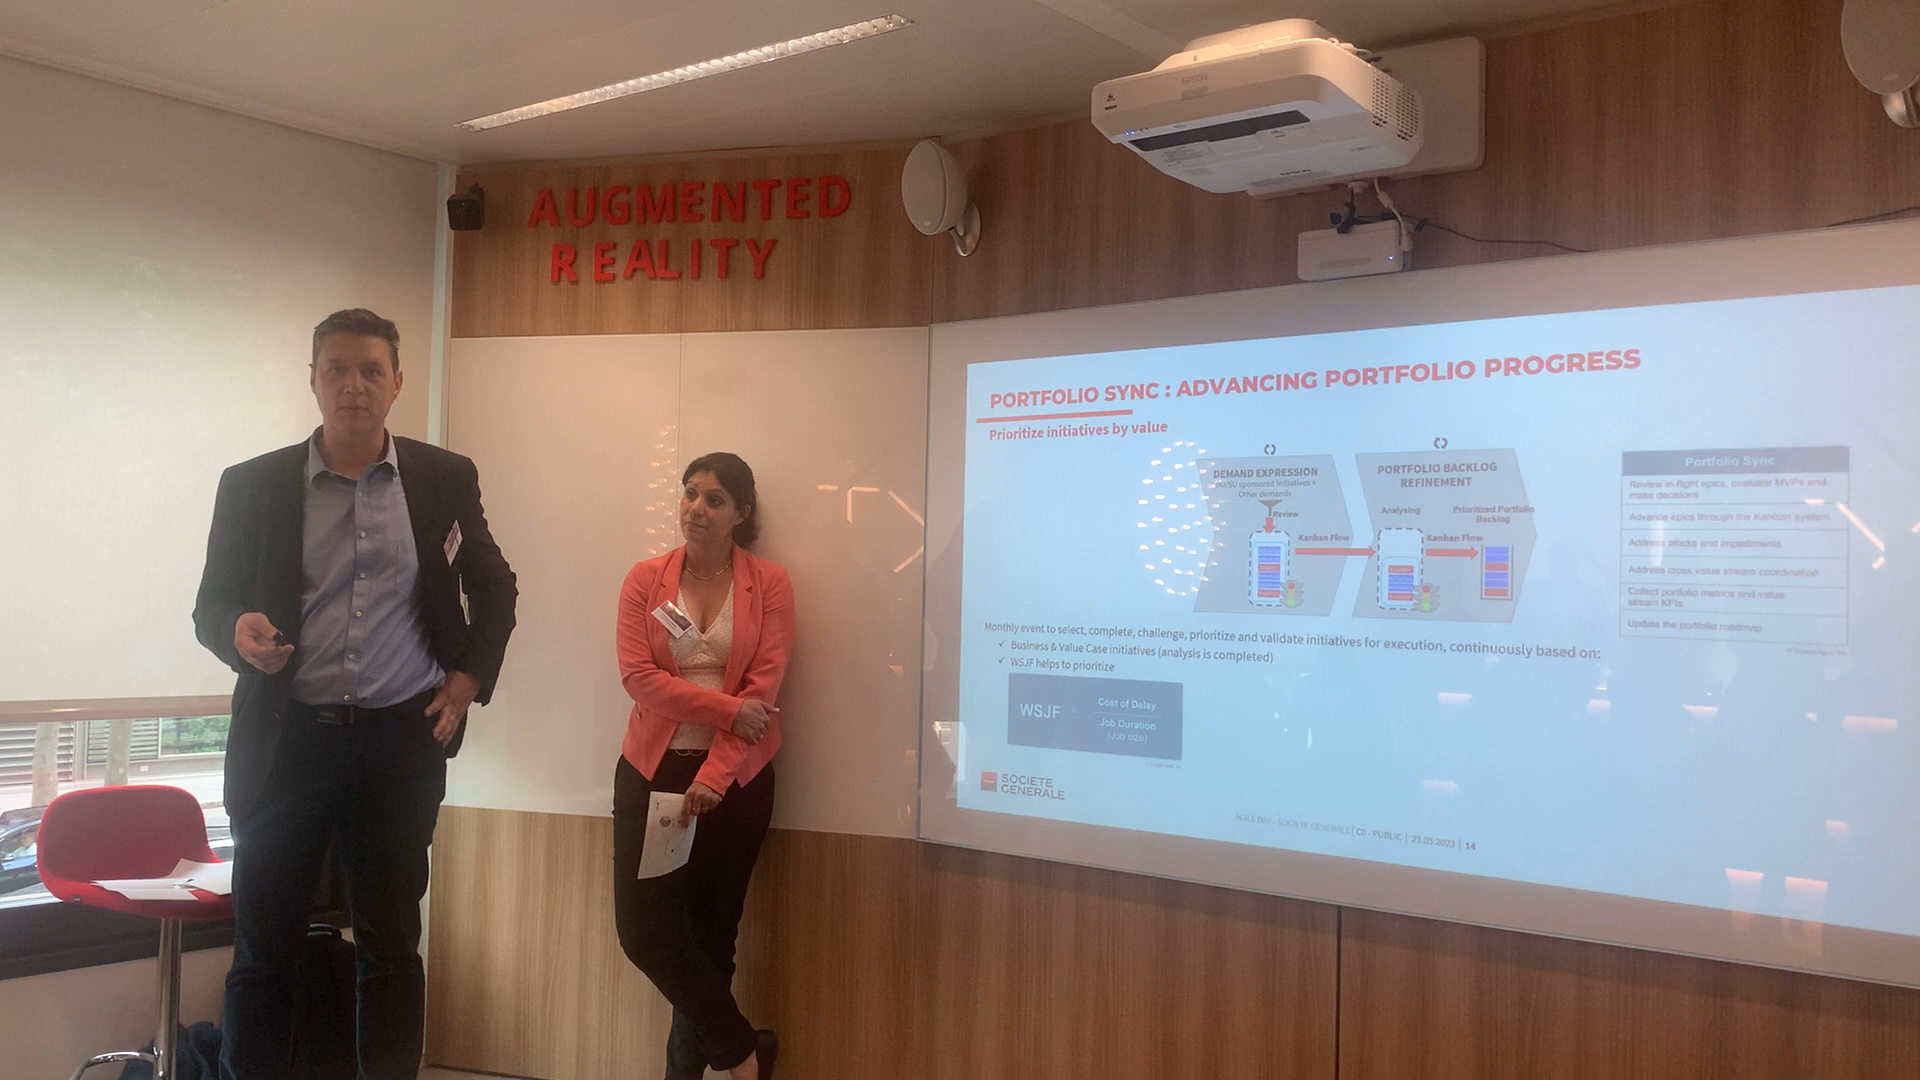 AUGMENTED
REALITY
EPSON
PORTFOLIO SYNC : ADVANCING PORTFOLIO PROGRESS
Prioritize initiatives by value
DEMAND EXPRESSION
BU/SU sponsored initiatives +
Other demands
Review
Kanban Flow
PORTFOLIO BACKLOG
REFINEMENT
Analysing
Prioritized Portfolio
Backlog
Kanban Flow
Portfolio Sync
Review in-flight epics, evaluate MVPs and
make decisions
Advance epics through the Kanban system
Address blocks and impediments
Address cross value stream coordination
Collect portfolio metrics and value
stream KPIs
Update the portfolio roadmap
Monthly event to select, complete, challenge, prioritize and validate initiatives for execution, continuously based on:
✓ Business & Value Case initiatives (analysis is completed)
✓ WSJF helps to prioritize
WSJF = Cost of Delay
Job Duration
(Job size)
SOCIETE
GENERALE
AGILE DAY - SOCIETE GENERALE | C0 - PUBLIC | 23.05.2023 | 14